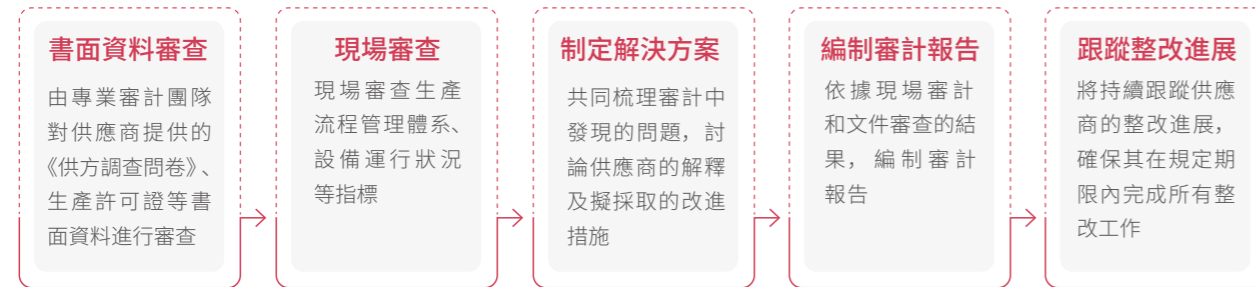 書面資料審查
由專業審計團隊
對供應商提供的
《供方調查問卷》、
生產許可證等書
面資料進行審查
現場審查
現場審查生產
流程管理體系、
設備運行狀況
等指標
制定解決方案
共同梳理審計中
發現的問題，討
論供應商的解釋
及擬採取的改進
措施
編制審計報告
依據現場審計
和文件審查的結
果，編制審計
報告
跟蹤整改進展
將持續跟蹤供應
商的整改進展，
確保其在規定期
限內完成所有整
改工作